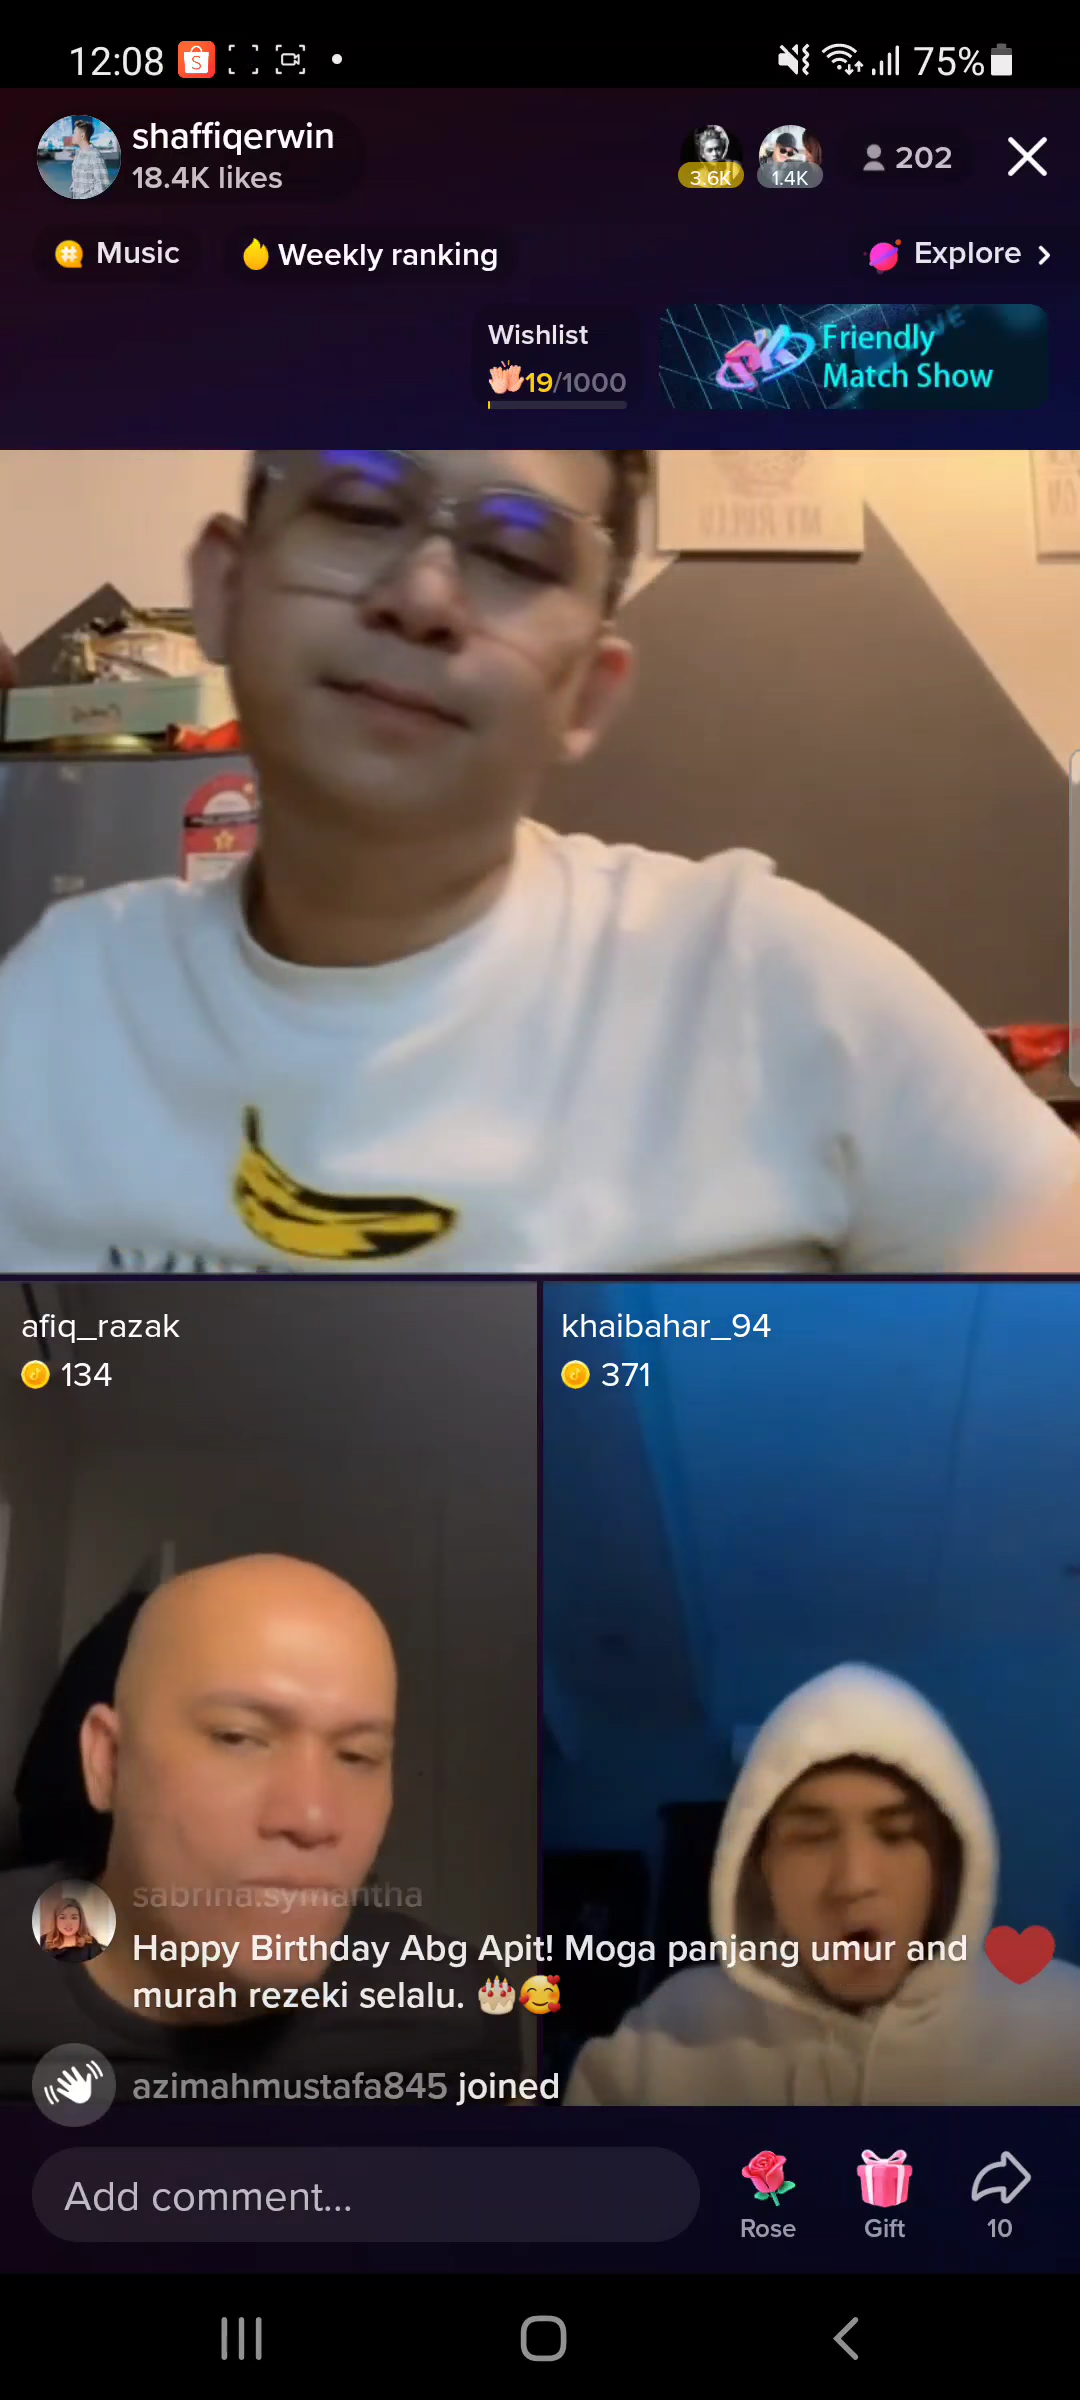 12:08
75%
shaffiqerwin
18.4K likes
3.6K
1.4K
202
Music
Weekly ranking
Explore
Wishlist
19/1000
Friendly
Match Show
afiq_razak
134
khaibahar_94
371
sabrina.symantha
Happy Birthday Abg Apit! Moga panjang umur and
murah rezeki selalu. 🎂🥰
azimahmustafa845 joined
Add comment...
Rose
Gift
10